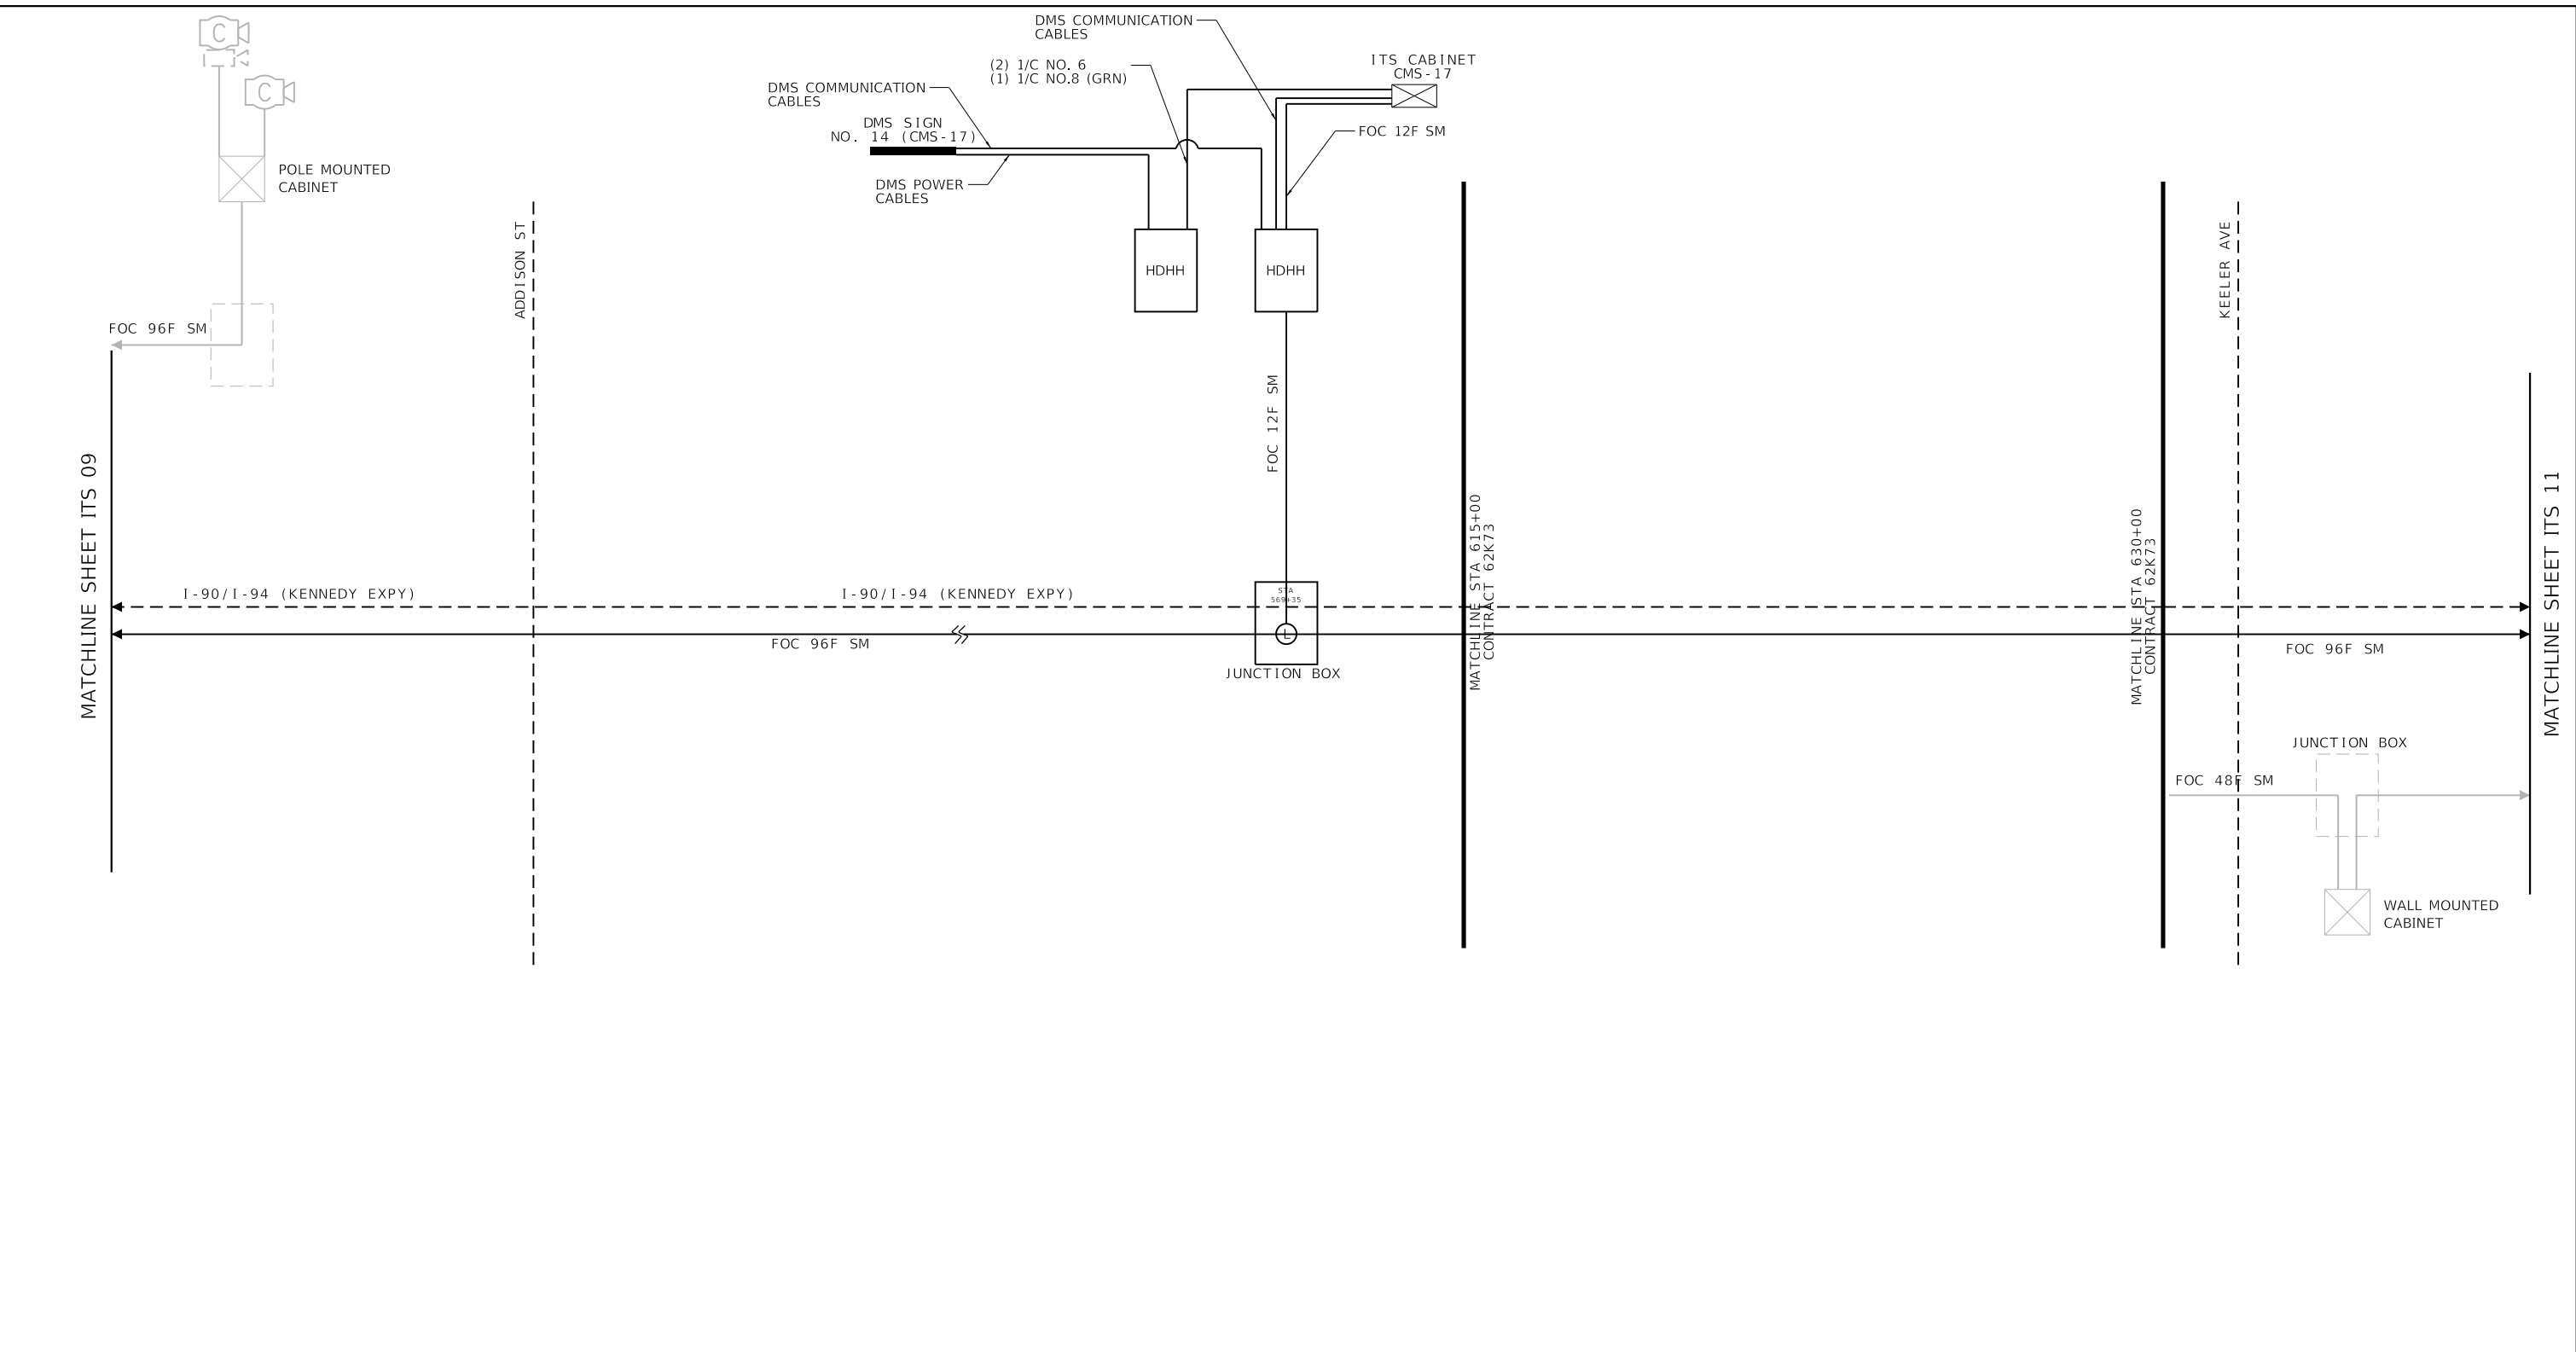 C
C
POLE MOUNTED
CABINET
FOC 96F SM
ADDISON ST
DMS COMMUNICATION
CABLES
DMS SIGN
NO. 14 (CMS-17)
DMS POWER
CABLES
(2) 1/C NO. 6
(1) 1/C NO.8 (GRN)
DMS COMMUNICATION
CABLES
ITS CABINET
CMS-17
FOC 12F SM
HDHH
HDHH
FOC 12F SM
KEELER AVE
MATCHLINE SHEET ITS 09
I-90/I-94 (KENNEDY EXPY)
I-90/I-94 (KENNEDY EXPY)
FOC 96F SM
STA
569+35
L
JUNCTION BOX
MATCHLINE STA 615+00
CONTRACT 62K73
MATCHLINE STA 630+00
CONTRACT 62K73
FOC 96F SM
MATCHLINE SHEET ITS 11
JUNCTION BOX
FOC 48F SM
WALL MOUNTED
CABINET